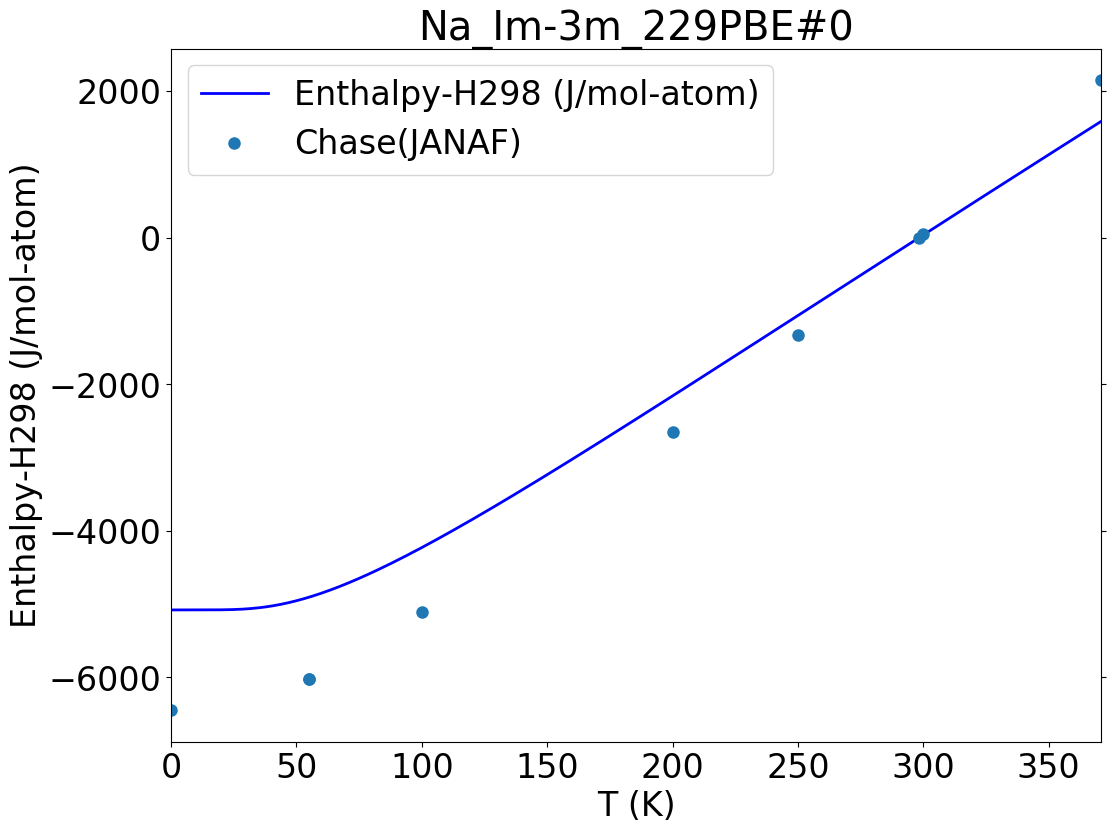 Na_Im-3m_229PBE#0
Enthalpy-H298 (J/mol-atom)
Chase(JANAF)
Enthalpy-H298 (J/mol-atom)
2000
0
−2000
−4000
−6000
0 50 100 150 200 250 300 350
T (K)